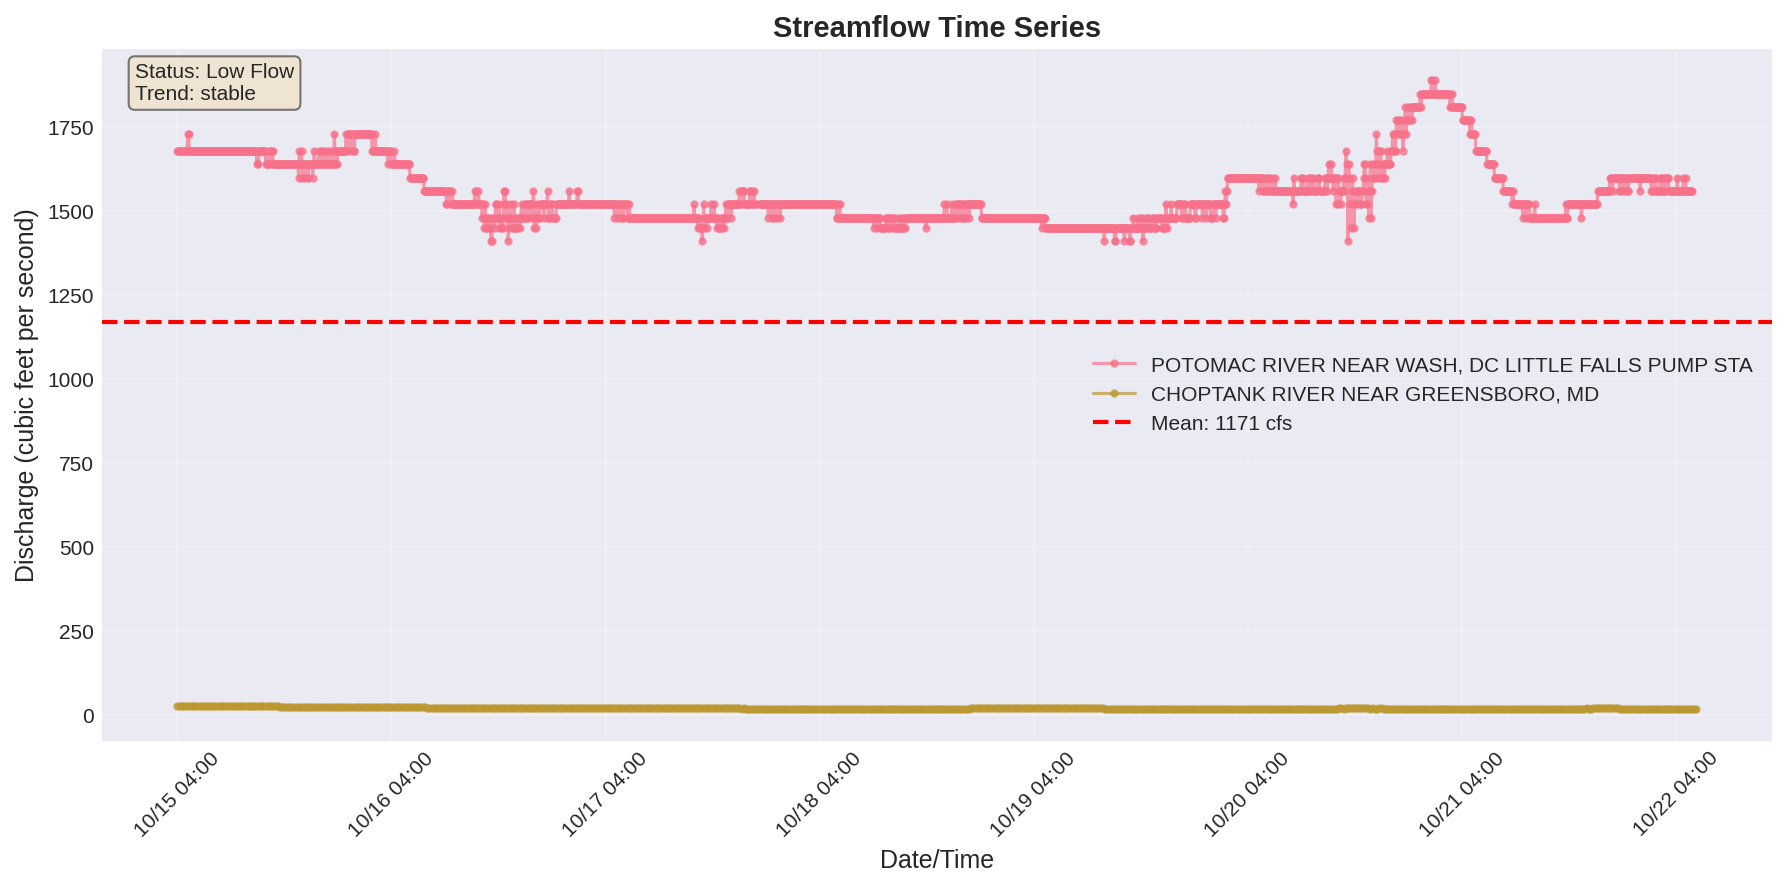 Streamflow Time Series
Status: Low Flow
Trend: stable
Discharge (cubic feet per second)
1750
1500
1250
1000
750
500
250
0
POTOMAC RIVER NEAR WASH, DC LITTLE FALLS PUMP STA
CHOPTANK RIVER NEAR GREENSBORO, MD
Mean: 1171 cfs
10/15 04:00
10/16 04:00
10/17 04:00
10/18 04:00
10/19 04:00
10/20 04:00
10/21 04:00
10/22 04:00
Date/Time